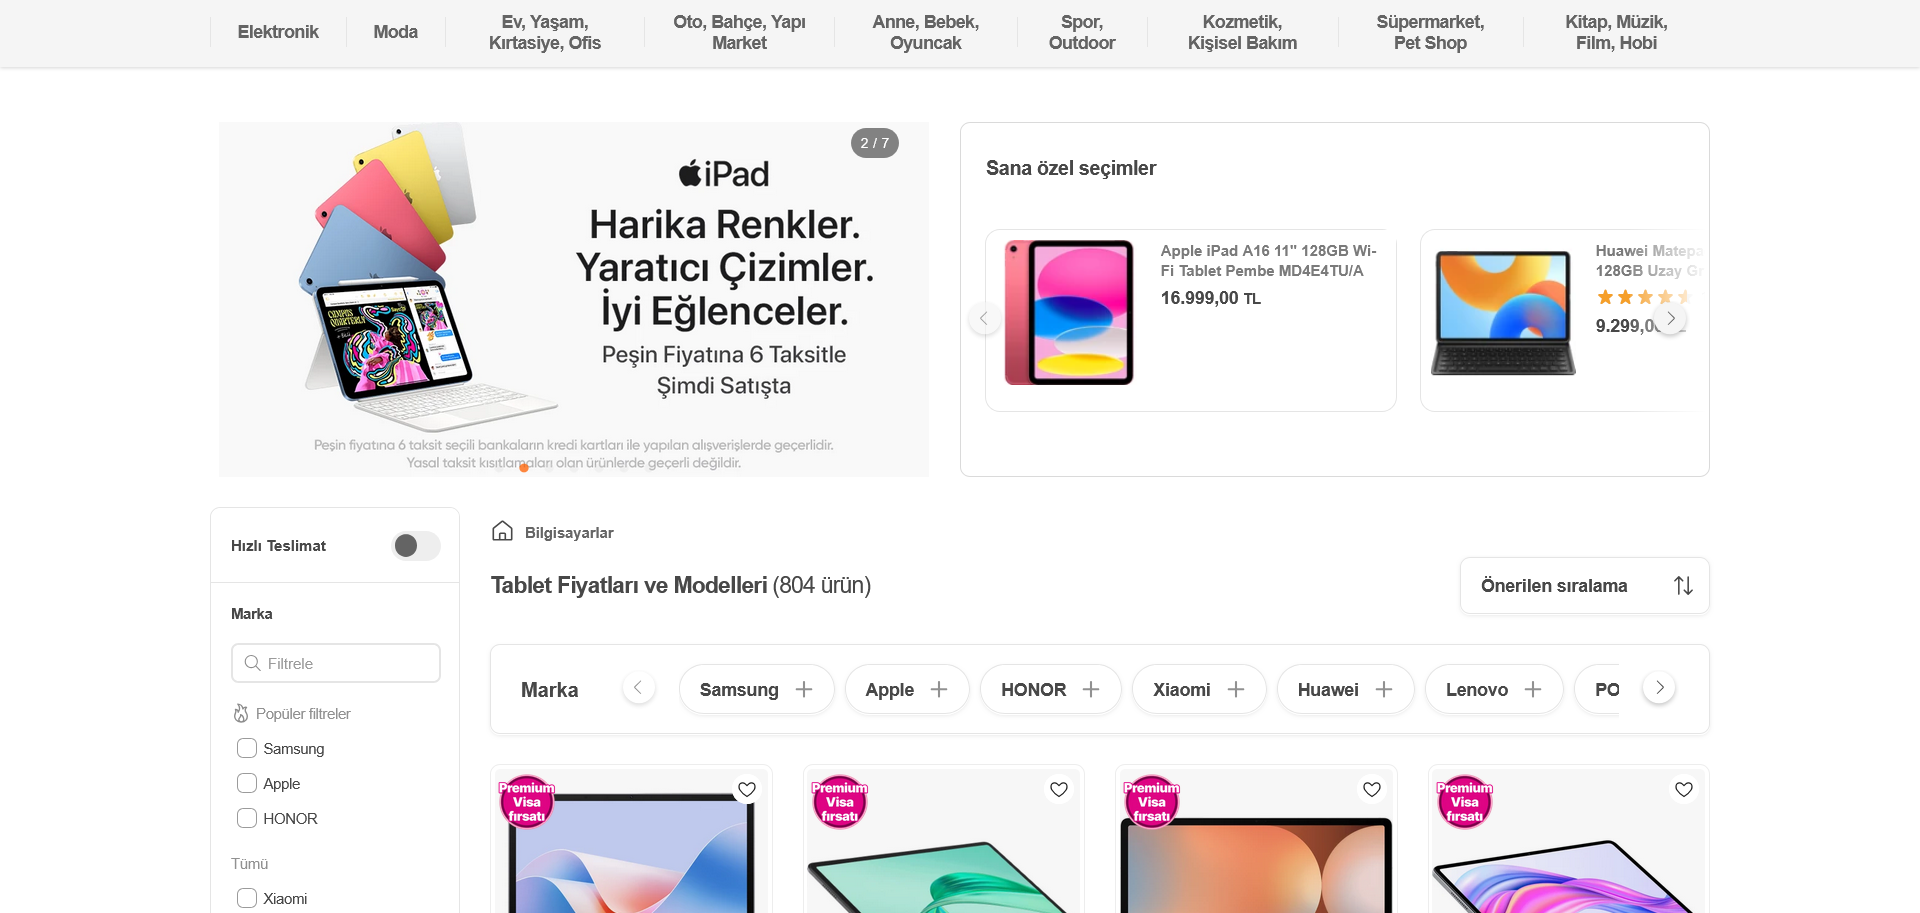 Elektronik
Moda
Ev, Yaşam,
Kırtasiye, Ofis
Oto, Bahçe, Yapı
Market
Anne, Bebek,
Oyuncak
Spor,
Outdoor
Kozmetik,
Kişisel Bakım
Süpermarket,
Pet Shop
Kitap, Müzik,
Film, Hobi
2 / 7
iPad
Harika Renkler.
Yaratıcı Çizimler.
İyi Eğlenceler.
Peşin Fiyatına 6 Taksitle
Şimdi Satışta
Peşin fiyatına 6 taksit seçili bankaların kredi kartları ile yapılan alışverişlerde geçerlidir.
Yasal taksit kısıtlamaları olan ürünlerde geçerli değildir.
Sana özel seçimler
Apple iPad A16 11" 128GB Wi-
Fi Tablet Pembe MD4E4TU/A
16.999,00 TL
Huawei Matepa
128GB Uzay Gr
9.299,0
Hızlı Teslimat
Marka
Filtrele
Popüler filtreler
Samsung
Apple
HONOR
Tümü
Xiaomi
Bilgisayarlar
Tablet Fiyatları ve Modelleri (804 ürün)
Önerilen sıralama
Marka
Samsung
Apple
HONOR
Xiaomi
Huawei
Lenovo
PO
Premium
Visa
fırsatı
Premium
Visa
fırsatı
Premium
Visa
fırsatı
Premium
Visa
fırsatı